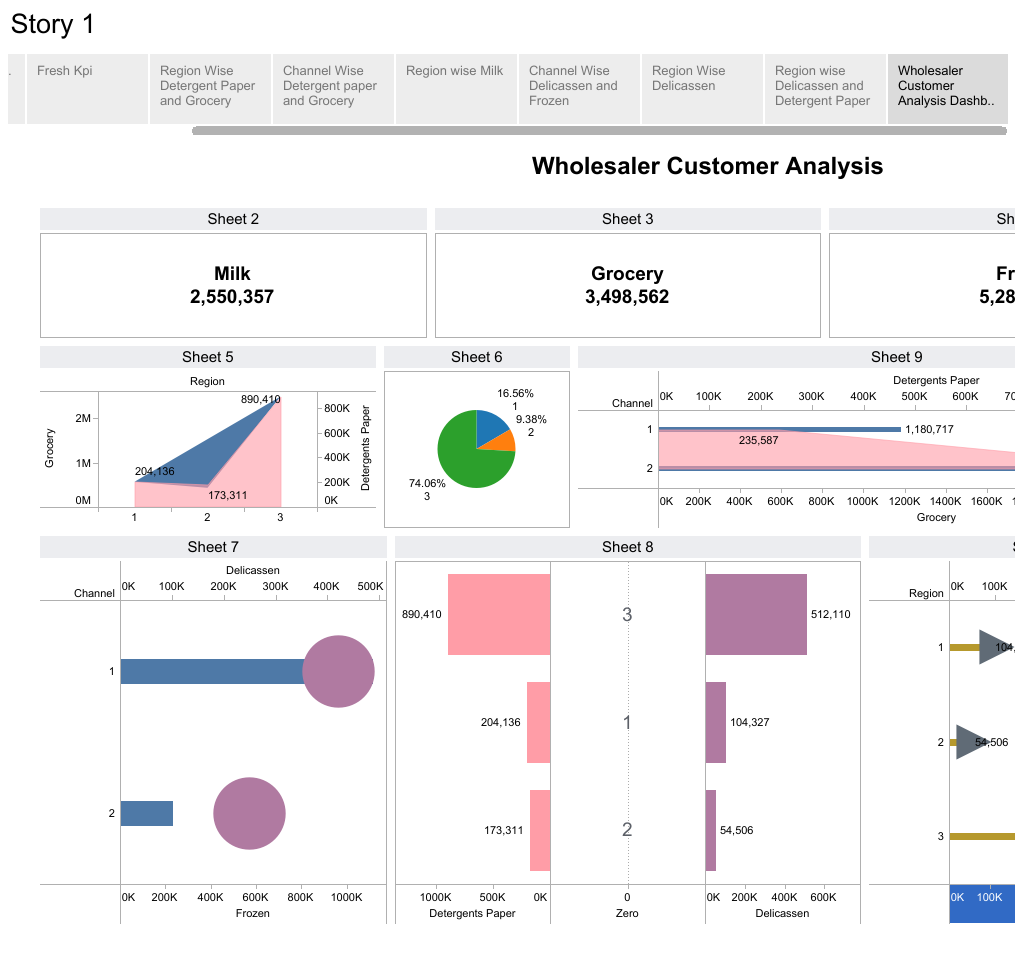 Story 1
.
Fresh Kpi
Region Wise
Detergent Paper
and Grocery
Channel Wise
Detergent paper
and Grocery
Region wise Milk
Channel Wise
Delicassen and
Frozen
Region Wise
Delicassen
Region wise
Delicassen and
Detergent Paper
Wholesaler
Customer
Analysis Dashb..
Wholesaler Customer Analysis
Sheet 2
Sheet 3
Sh
Milk
2,550,357
Grocery
3,498,562
Fr
5,28
Sheet 5
Region
Grocery
2M
1M
0M
890,410
204,136
173,311
800K
600K
400K
200K
0K
Detergents Paper
1 2 3
Sheet 6
16.56%
1
9.38%
2
74.06%
3
Sheet 9
Detergents Paper
Channel
0K 100K 200K 300K 400K 500K 600K 70
1
1,180,717
235,587
2
0K 200K 400K 600K 800K 1000K 1200K 1400K 1600K 1
Grocery
Sheet 7
Delicassen
Channel
0K 100K 200K 300K 400K 500K
1
2
0K 200K 400K 600K 800K 1000K
Frozen
Sheet 8
890,410 3 512,110
204,136 1 104,327
173,311 2 54,506
1000K 500K 0K
Detergents Paper
0
Zero
0K 200K 400K 600K
Delicassen
S
Region
0K 100K
1
104,
2
54,506
3
0K 100K